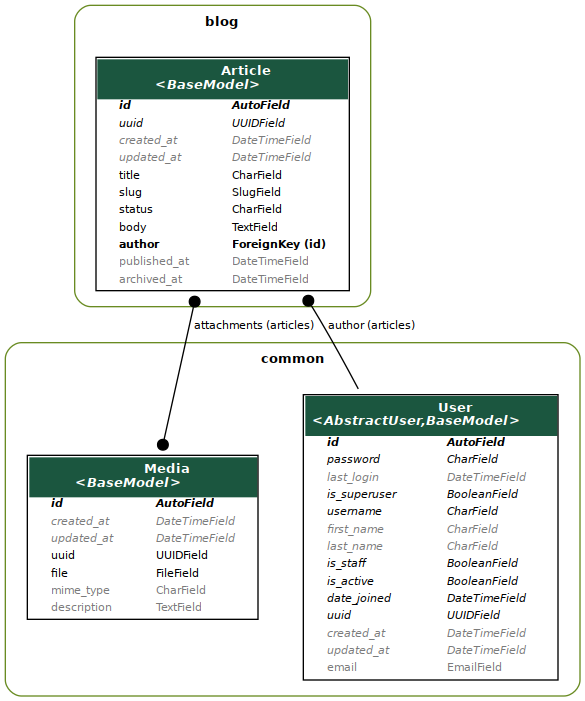 blog
Article
<BaseModel>
id AutoField
uuid UUIDField
created_at DateTimeField
updated_at DateTimeField
title CharField
slug SlugField
status CharField
body TextField
author ForeignKey (id)
published_at DateTimeField
archived_at DateTimeField
attachments (articles)
author (articles)
common
Media
<BaseModel>
id AutoField
created_at DateTimeField
updated_at DateTimeField
uuid UUIDField
file FileField
mime_type CharField
description TextField
User
<AbstractUser,BaseModel>
id AutoField
password CharField
last_login DateTimeField
is_superuser BooleanField
username CharField
first_name CharField
last_name CharField
is_staff BooleanField
is_active BooleanField
date_joined DateTimeField
uuid UUIDField
created_at DateTimeField
updated_at DateTimeField
email EmailField